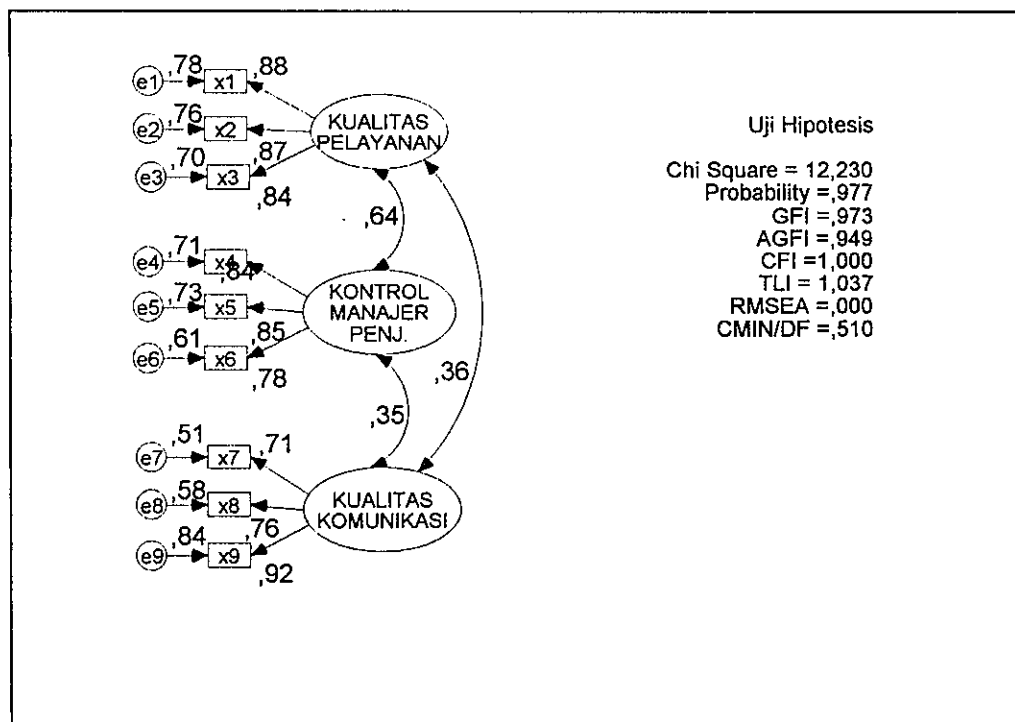 ,78
,88
e1
x1
,76
e2
x2
KUALITAS
PELAYANAN
,70
,87
e3
x3
,84
,64
,71
e4
x4
,84
,73
e5
x5
KONTROL
MANAJER
PENJ.
,61
,85
e6
x6
,78
,36
,35
,51
,71
e7
x7
,58
e8
x8
KUALITAS
KOMUNIKASI
,84
,76
e9
x9
,92
Uji Hipotesis
Chi Square = 12,230
Probability =,977
GFI =,973
AGFI =,949
CFI =1,000
TLI = 1,037
RMSEA =,000
CMIN/DF =,510